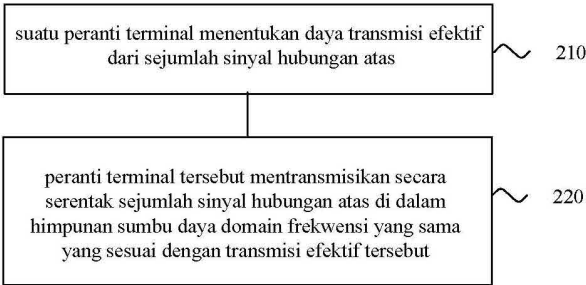 suatu peranti terminal menentukan daya transmisi efektif
dari sejumlah sinyal hubungan atas
210
peranti terminal tersebut mentransmisikan secara
serentak sejumlah sinyal hubungan atas di dalam
himpunan sumbu daya domain frekwensi yang sama
yang sesuai dengan transmisi efektif tersebut
220